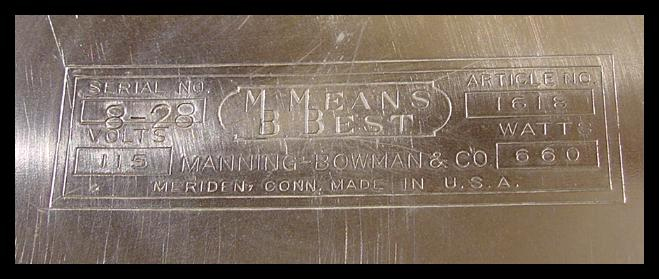 SERIAL NO. M MEANS ARTICLE NO.
8-28 B BEST 1618
VOLTS WATTS
115 MANNING-BOWMAN & CO. 660
MERIDEN, CONN. MADE IN U.S.A.